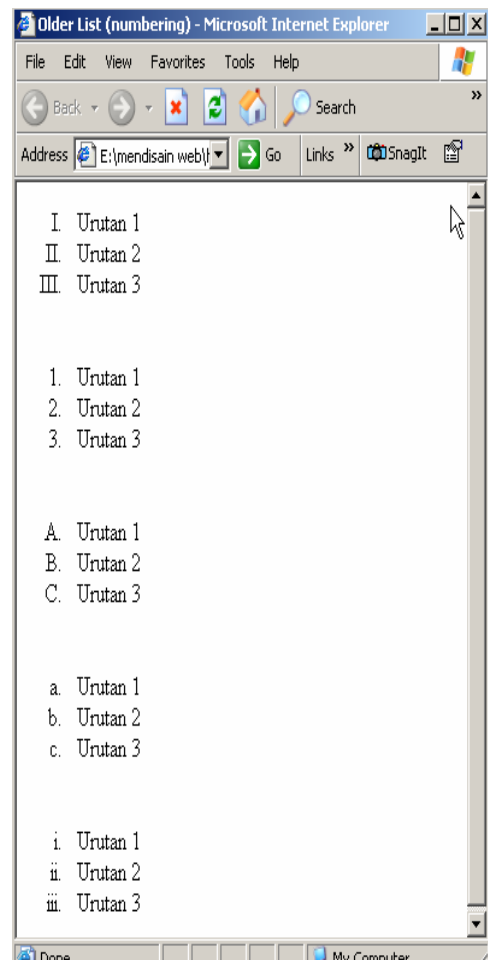 Older List (numbering) - Microsoft Internet Explorer
File Edit View Favorites Tools Help
Back Search »
Address E:\mendisain web\ Go Links » SnagIt
I. Urutan 1
II. Urutan 2
III. Urutan 3
1. Urutan 1
2. Urutan 2
3. Urutan 3
A. Urutan 1
B. Urutan 2
C. Urutan 3
a. Urutan 1
b. Urutan 2
c. Urutan 3
i. Urutan 1
ii. Urutan 2
iii. Urutan 3
Done My Computer